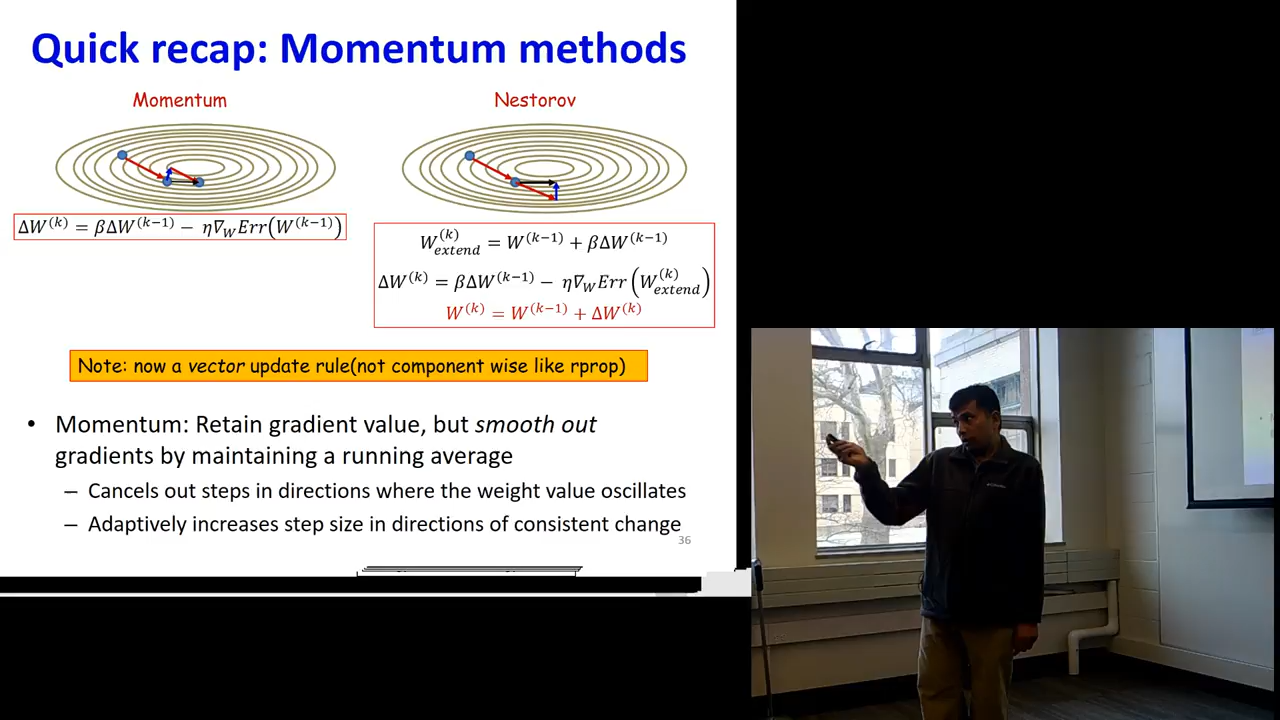 Quick recap: Momentum methods
Momentum
Nestorov
ΔW^(k) = βΔW^(k−1) − η∇_W Err(W^(k−1))
W_extend^(k) = W^(k−1) + βΔW^(k−1)
ΔW^(k) = βΔW^(k−1) − η∇_W Err(W_extend^(k))
W^(k) = W^(k−1) + ΔW^(k)
Note: now a vector update rule(not component wise like rprop)
• Momentum: Retain gradient value, but smooth out
gradients by maintaining a running average
– Cancels out steps in directions where the weight value oscillates
– Adaptively increases step size in directions of consistent change
36